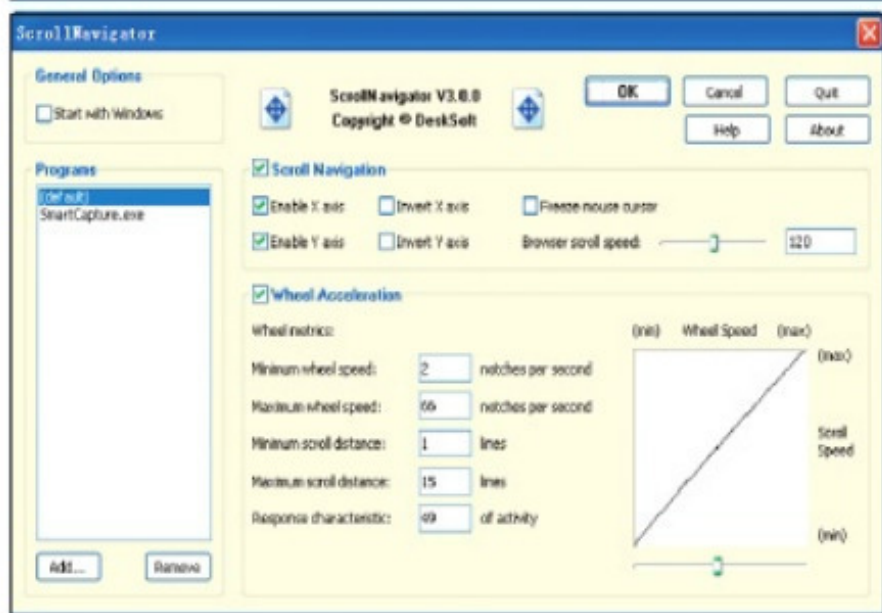 ScrollNavigator
General Options
Start with Windows
ScrollNavigator V3.0.0
Copyright © DeskSoft
OK
Cancel
Quit
Help
About
Programs
(default)
SmartCapture.exe
Add...
Remove
Scroll Navigation
Enable X axis
Invert X axis
Freeze mouse cursor
Enable Y axis
Invert Y axis
Browser scroll speed:
120
Wheel Acceleration
Wheel metrics:
Minimum wheel speed: 2 notches per second
Maximum wheel speed: 66 notches per second
Minimum scroll distance: 1 lines
Maximum scroll distance: 15 lines
Response characteristic: 49 of activity
(min) Wheel Speed (max)
(max)
Scroll
Speed
(min)